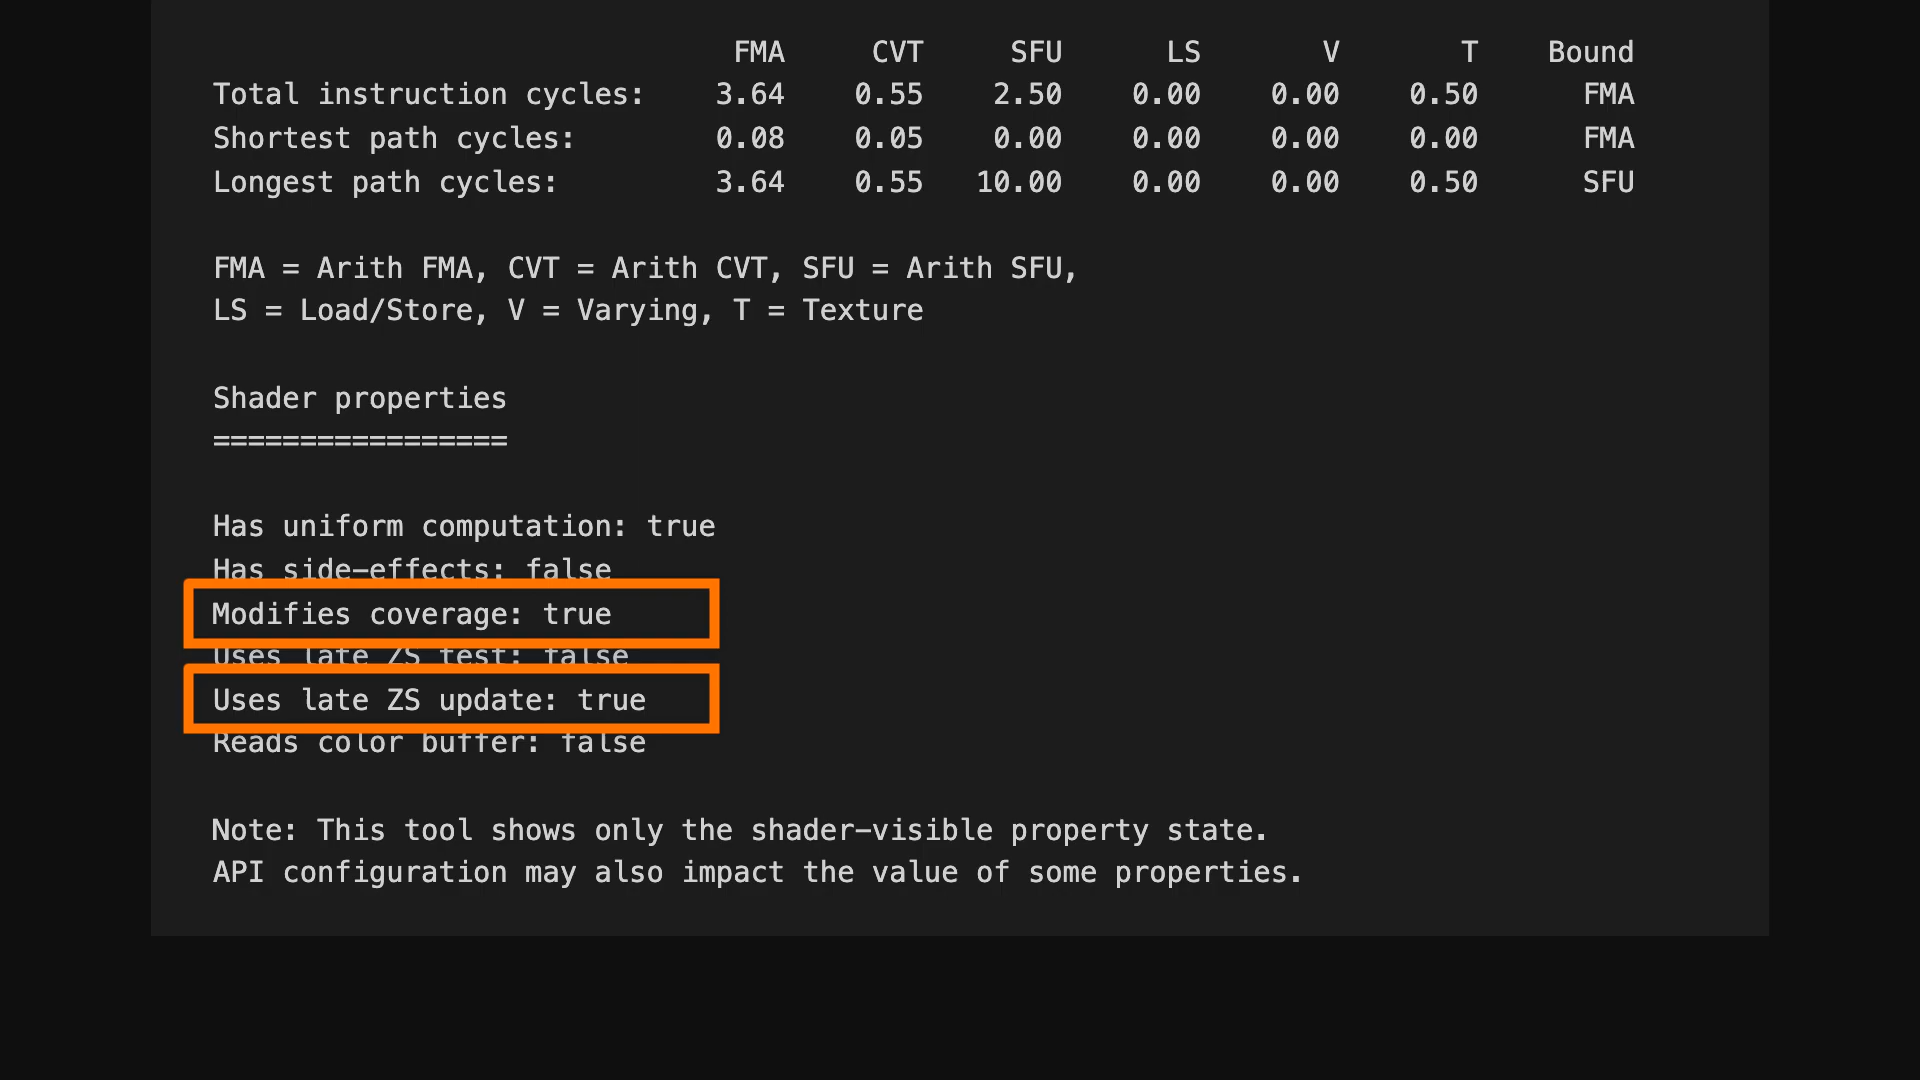 FMA CVT SFU LS V T Bound
Total instruction cycles: 3.64 0.55 2.50 0.00 0.00 0.50 FMA
Shortest path cycles: 0.08 0.05 0.00 0.00 0.00 0.00 FMA
Longest path cycles: 3.64 0.55 10.00 0.00 0.00 0.50 SFU
FMA = Arith FMA, CVT = Arith CVT, SFU = Arith SFU,
LS = Load/Store, V = Varying, T = Texture
Shader properties
=================
Has uniform computation: true
Has side-effects: false
Modifies coverage: true
Uses late ZS test: false
Uses late ZS update: true
Reads color buffer: false
Note: This tool shows only the shader-visible property state.
API configuration may also impact the value of some properties.